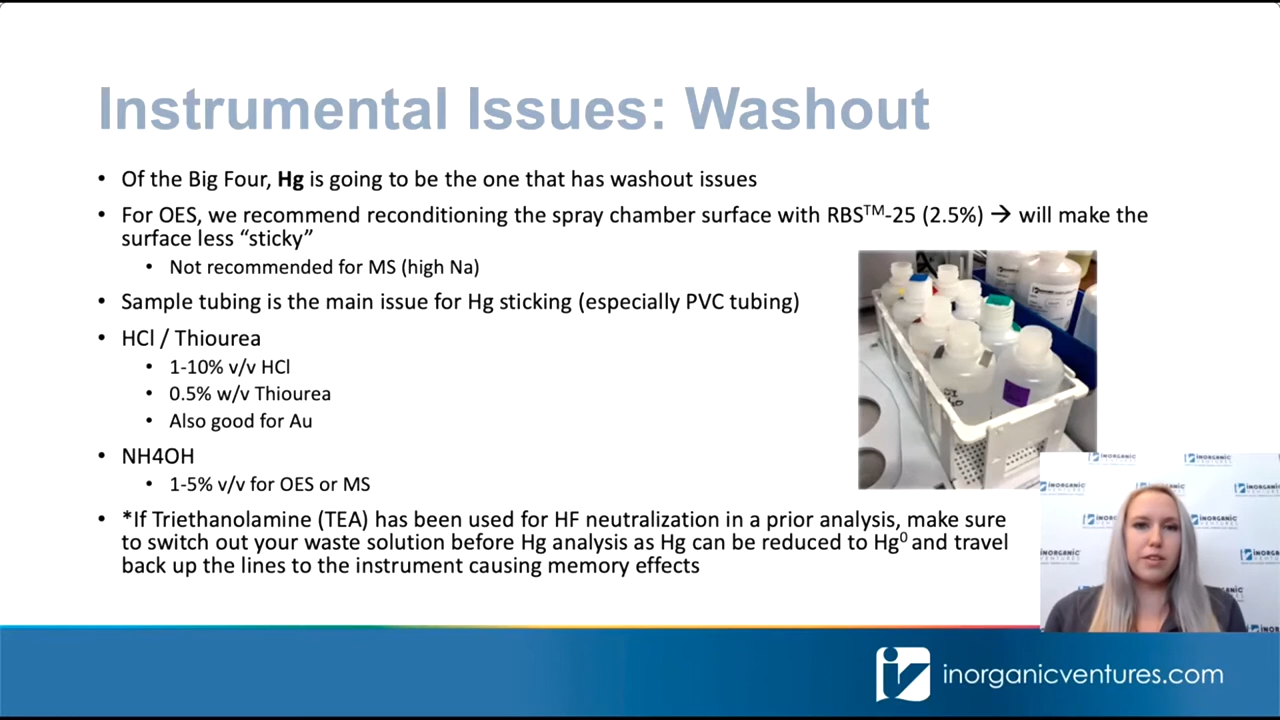 Instrumental Issues: Washout
• Of the Big Four, Hg is going to be the one that has washout issues
• For OES, we recommend reconditioning the spray chamber surface with RBS™-25 (2.5%) → will make the
surface less “sticky”
• Not recommended for MS (high Na)
• Sample tubing is the main issue for Hg sticking (especially PVC tubing)
• HCl / Thiourea
• 1-10% v/v HCl
• 0.5% w/v Thiourea
• Also good for Au
• NH4OH
• 1-5% v/v for OES or MS
• *If Triethanolamine (TEA) has been used for HF neutralization in a prior analysis, make sure
to switch out your waste solution before Hg analysis as Hg can be reduced to Hg⁰ and travel
back up the lines to the instrument causing memory effects
INORGANIC
VENTURES
inorganicventures.com